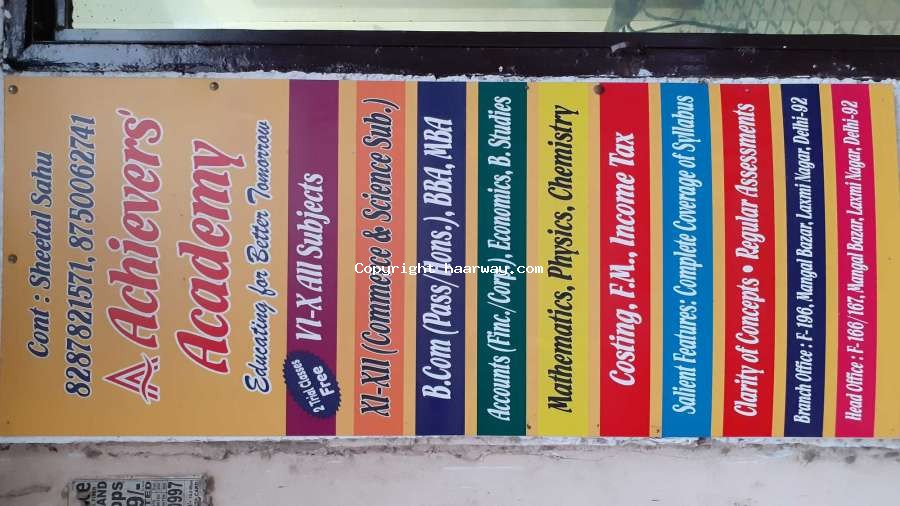 Cont : Sheetal Sahu
8287821571, 8750062741
Achievers'
Academy
Educating for Better Tomorrow
2 Trial Classes
Free
VI-X All Subjects
XI-XII (Commerce & Science Sub.)
B.Com (Pass/Hons.), BBA, MBA
Accounts (Finc./Corp), Economics, B. Studies
Mathematics, Physics, Chemistry
Costing, F.M., Income Tax
Salient Features: Complete Coverage of Syllabus
Clarity of Concepts • Regular Assessments
Branch Office : F-196, Mangal Bazar, Laxmi Nagar, Delhi-92
Head Office : F-166/167, Mangal Bazar, Laxmi Nagar, Delhi-92
Copyright haarway.com
AND
0997